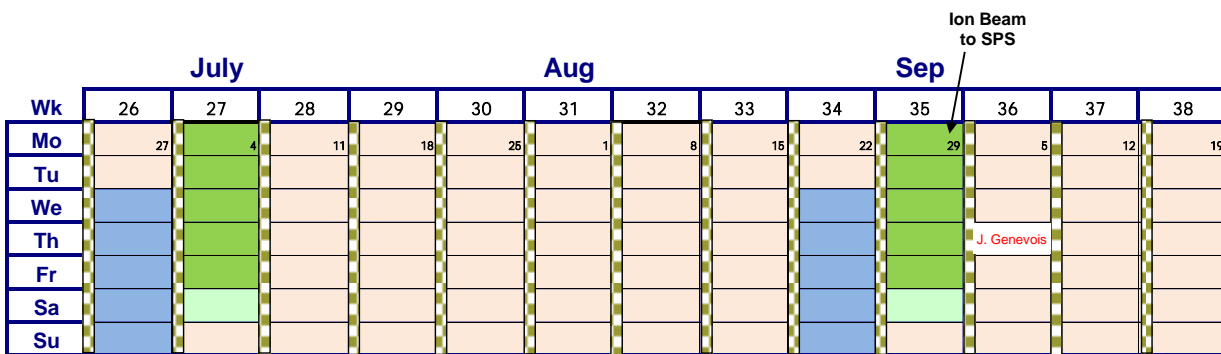 Ion Beam
to SPS
July Aug Sep
Wk 26 27 28 29 30 31 32 33 34 35 36 37 38
Mo 27 4 11 18 25 1 8 15 22 29 5 12 19
Tu
We
Th J. Genevois
Fr
Sa
Su